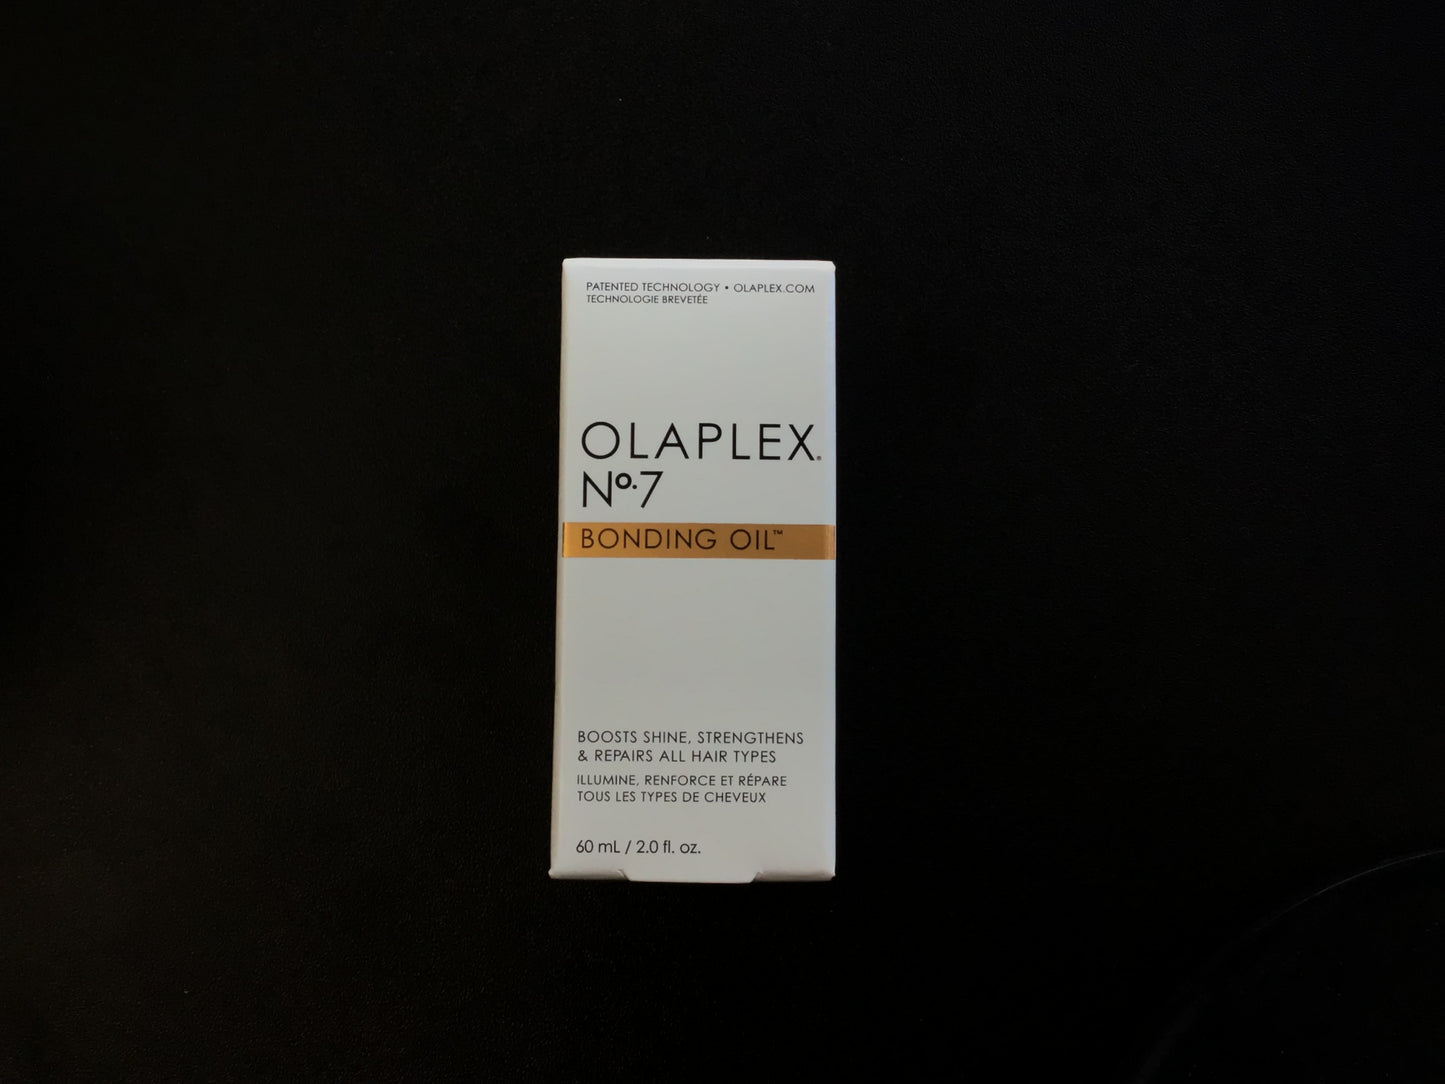 PATENTED TECHNOLOGY • OLAPLEX.COM
TECHNOLOGIE BREVETÉE
OLAPLEX®
Nº.7
BONDING OIL™
BOOSTS SHINE, STRENGTHENS
& REPAIRS ALL HAIR TYPES
ILLUMINE, RENFORCE ET RÉPARE
TOUS LES TYPES DE CHEVEUX
60 mL / 2.0 fl. oz.